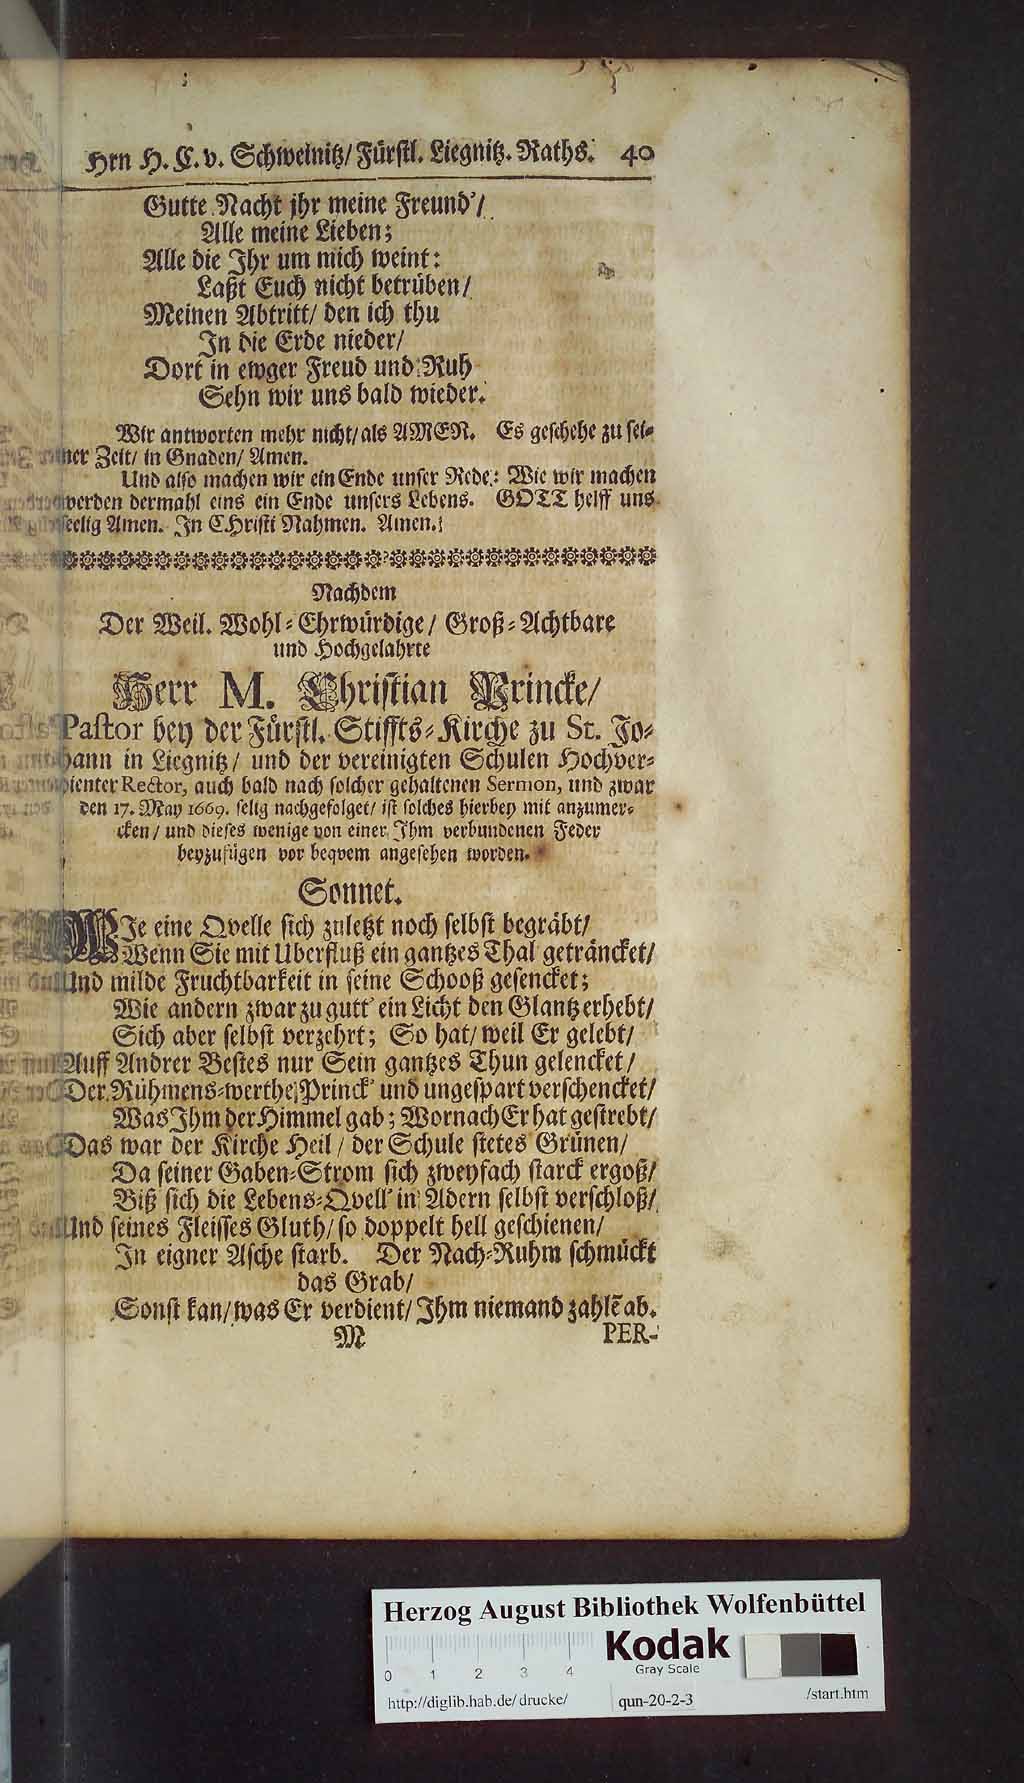 Hrn H. C. v. Schweinitz/ Fürstl. Liegnitz. Raths. 40
Gutte Nacht jhr meine Freund'/
Alle meine Lieben;
Alle die Ihr um mich weint:
Laßt Euch nicht betrüben/
Meinen Abtritt/ den ich thu
In die Erde nieder/
Dort in ewger Freud und Ruh
Sehn wir uns bald wieder.
Wir antworten mehr nicht/ als AMEN. Es geschehe zu sei-
ner Zeit/ in Gnaden/ Amen.
Und also machen wir ein Ende unser Rede: Wie wir machen
werden dermahl eins ein Ende unsers Lebens. GOTT helff uns
seelig Amen. In CHristi Nahmen. Amen.
Nachdem
Der Weil. Wohl-Ehrwürdige/ Groß-Achtbare
und Hochgelahrte
Herr M. Christian Princke/
Pastor bey der Fürstl. Stiffts-Kirche zu St. Jo-
hann in Liegnitz/ und der vereinigten Schulen Hochver-
dienter Rector, auch bald nach solcher gehaltenen Sermon, und zwar
den 17. May 1669. selig nachgefolget/ ist solches hierbey mit anzumer-
cken/ und dieses wenige von einer Ihm verbundenen Feder
beyzufügen vor beqvem angesehen worden.
Sonnet.
WIe eine Qvelle sich zuletzt noch selbst begräbt/
Wenn Sie mit Uberfluß ein gantzes Thal geträncket/
Und milde Fruchtbarkeit in seine Schooß gesencket;
Wie andern zwar zu gutt' ein Licht den Glantz erhebt/
Sich aber selbst verzehrt; So hat/ weil Er gelebt/
Auff Andrer Bestes nur Sein gantzes Thun gelencket/
Der Rühmens-werthe Princk' und ungespart verschencket/
Was Ihm der Himmel gab; Wornach Er hat gestrebt/
Das war der Kirche Heil/ der Schule stetes Grünen/
Da seiner Gaben-Strom sich zweyfach starck ergoß/
Biß sich die Lebens-Qvell' in Adern selbst verschloß/
Und seines Fleisses Gluth/ so doppelt hell geschienen/
In eigner Asche starb. Der Nach-Ruhm schmückt
das Grab/
Sonst kan/ was Er verdient/ Ihm niemand zahlē ab.
M PER-
Herzog August Bibliothek Wolfenbüttel
Kodak
Gray Scale
0 1 2 3 4
http://diglib.hab.de/drucke/ qun-20-2-3 /start.htm